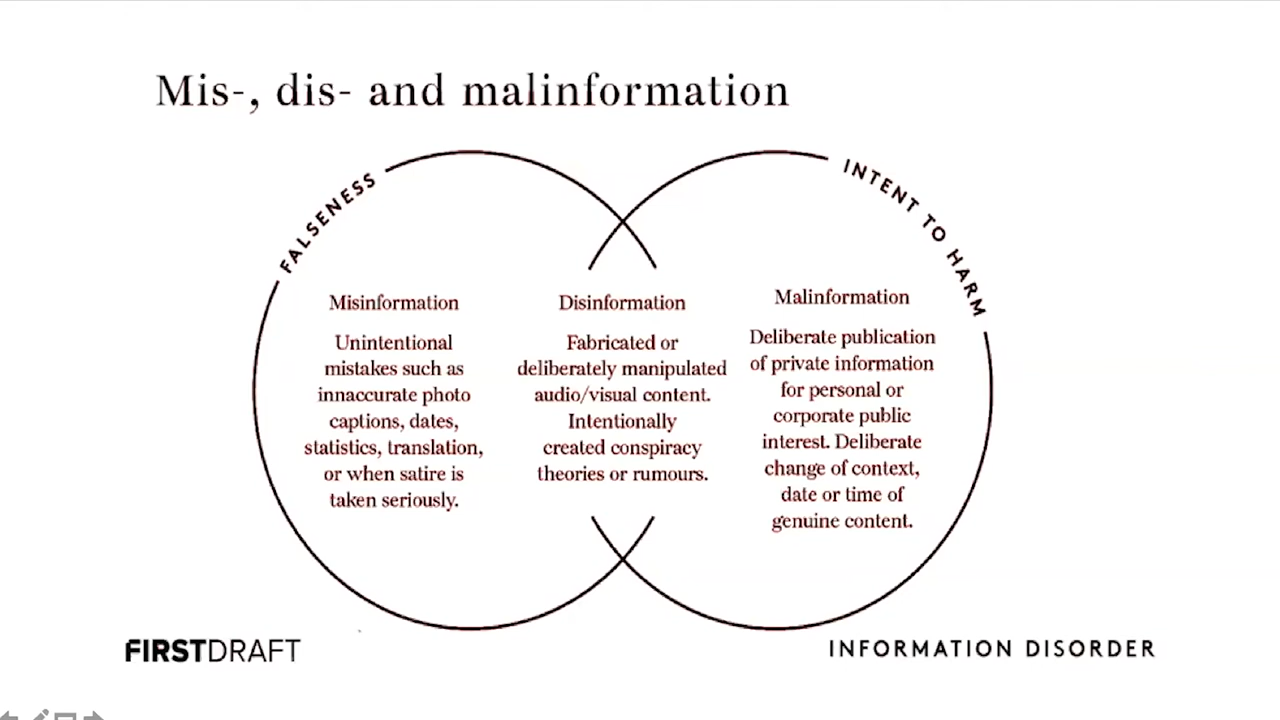 Mis-, dis- and malinformation
FALSENESS
INTENT TO HARM
Misinformation
Unintentional
mistakes such as
innaccurate photo
captions, dates,
statistics, translation,
or when satire is
taken seriously.
Disinformation
Fabricated or
deliberately manipulated
audio/visual content.
Intentionally
created conspiracy
theories or rumours.
Malinformation
Deliberate publication
of private information
for personal or
corporate public
interest. Deliberate
change of context,
date or time of
genuine content.
FIRSTDRAFT
INFORMATION DISORDER